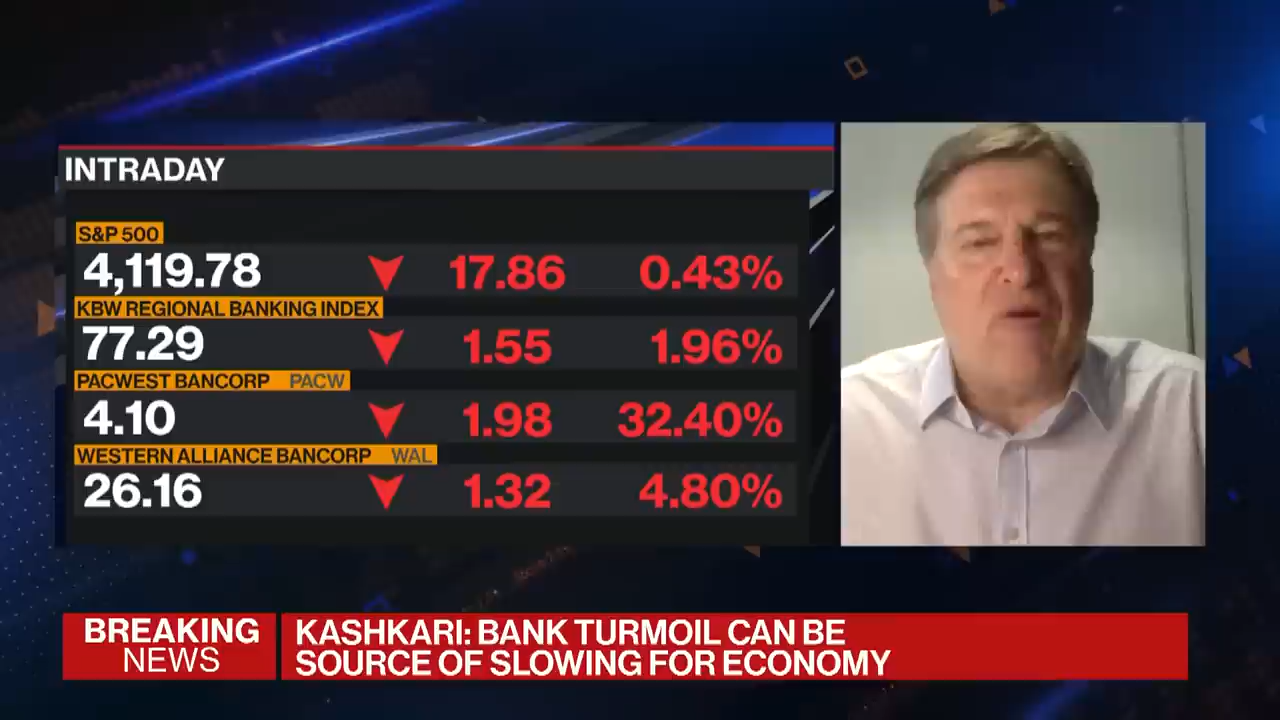 INTRADAY
S&P 500
4,119.78 17.86 0.43%
KBW REGIONAL BANKING INDEX
77.29 1.55 1.96%
PACWEST BANCORP PACW
4.10 1.98 32.40%
WESTERN ALLIANCE BANCORP WAL
26.16 1.32 4.80%
BREAKING
NEWS
KASHKARI: BANK TURMOIL CAN BE
SOURCE OF SLOWING FOR ECONOMY